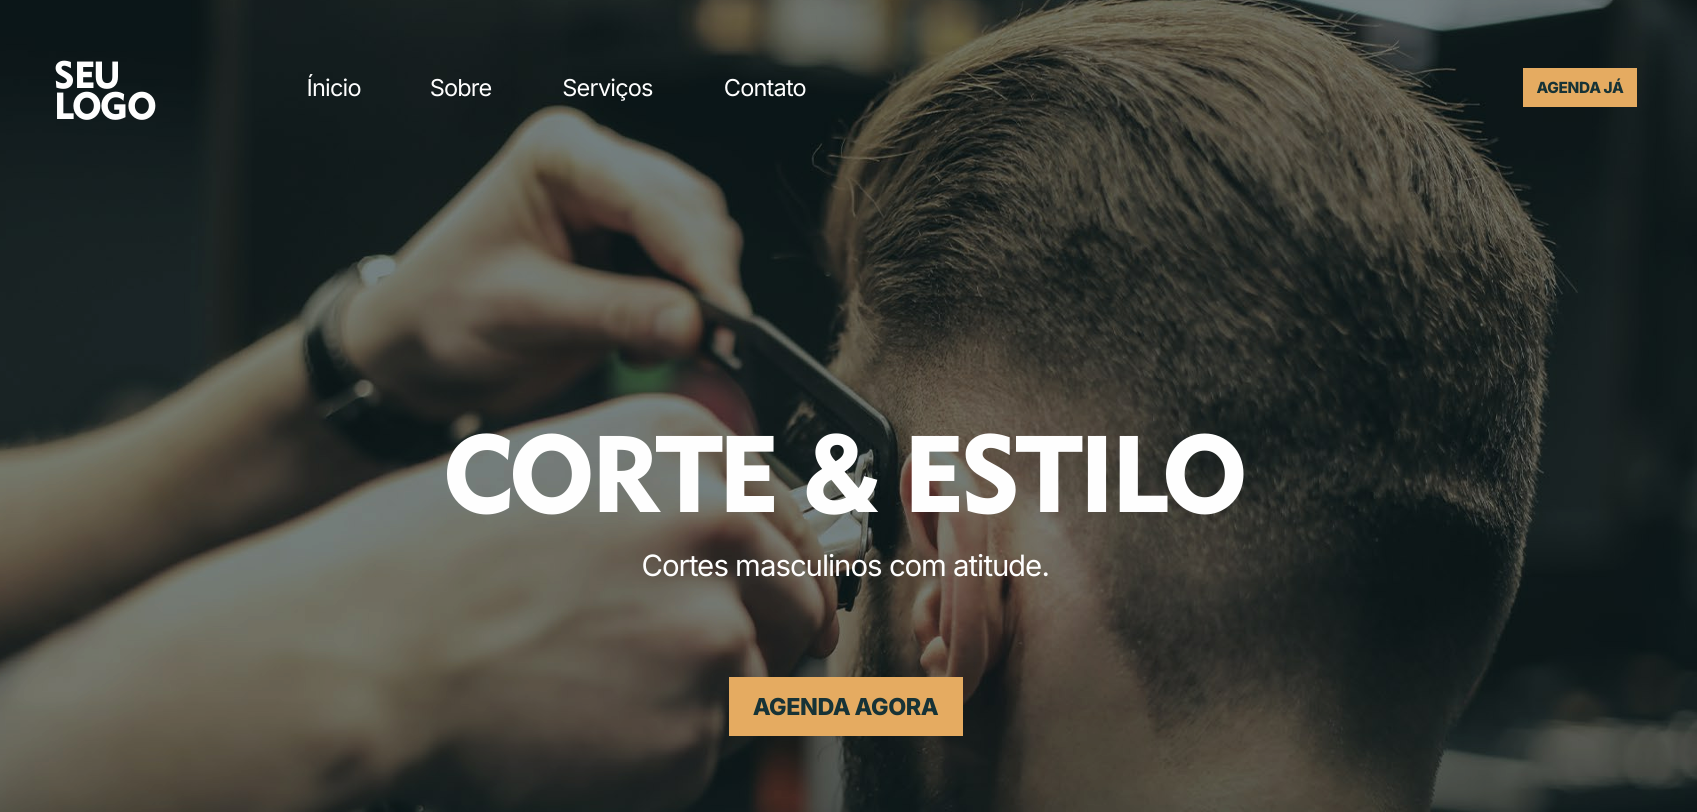 SEU
LOGO
Ínicio
Sobre
Serviços
Contato
AGENDA JÁ
CORTE & ESTILO
Cortes masculinos com atitude.
AGENDA AGORA